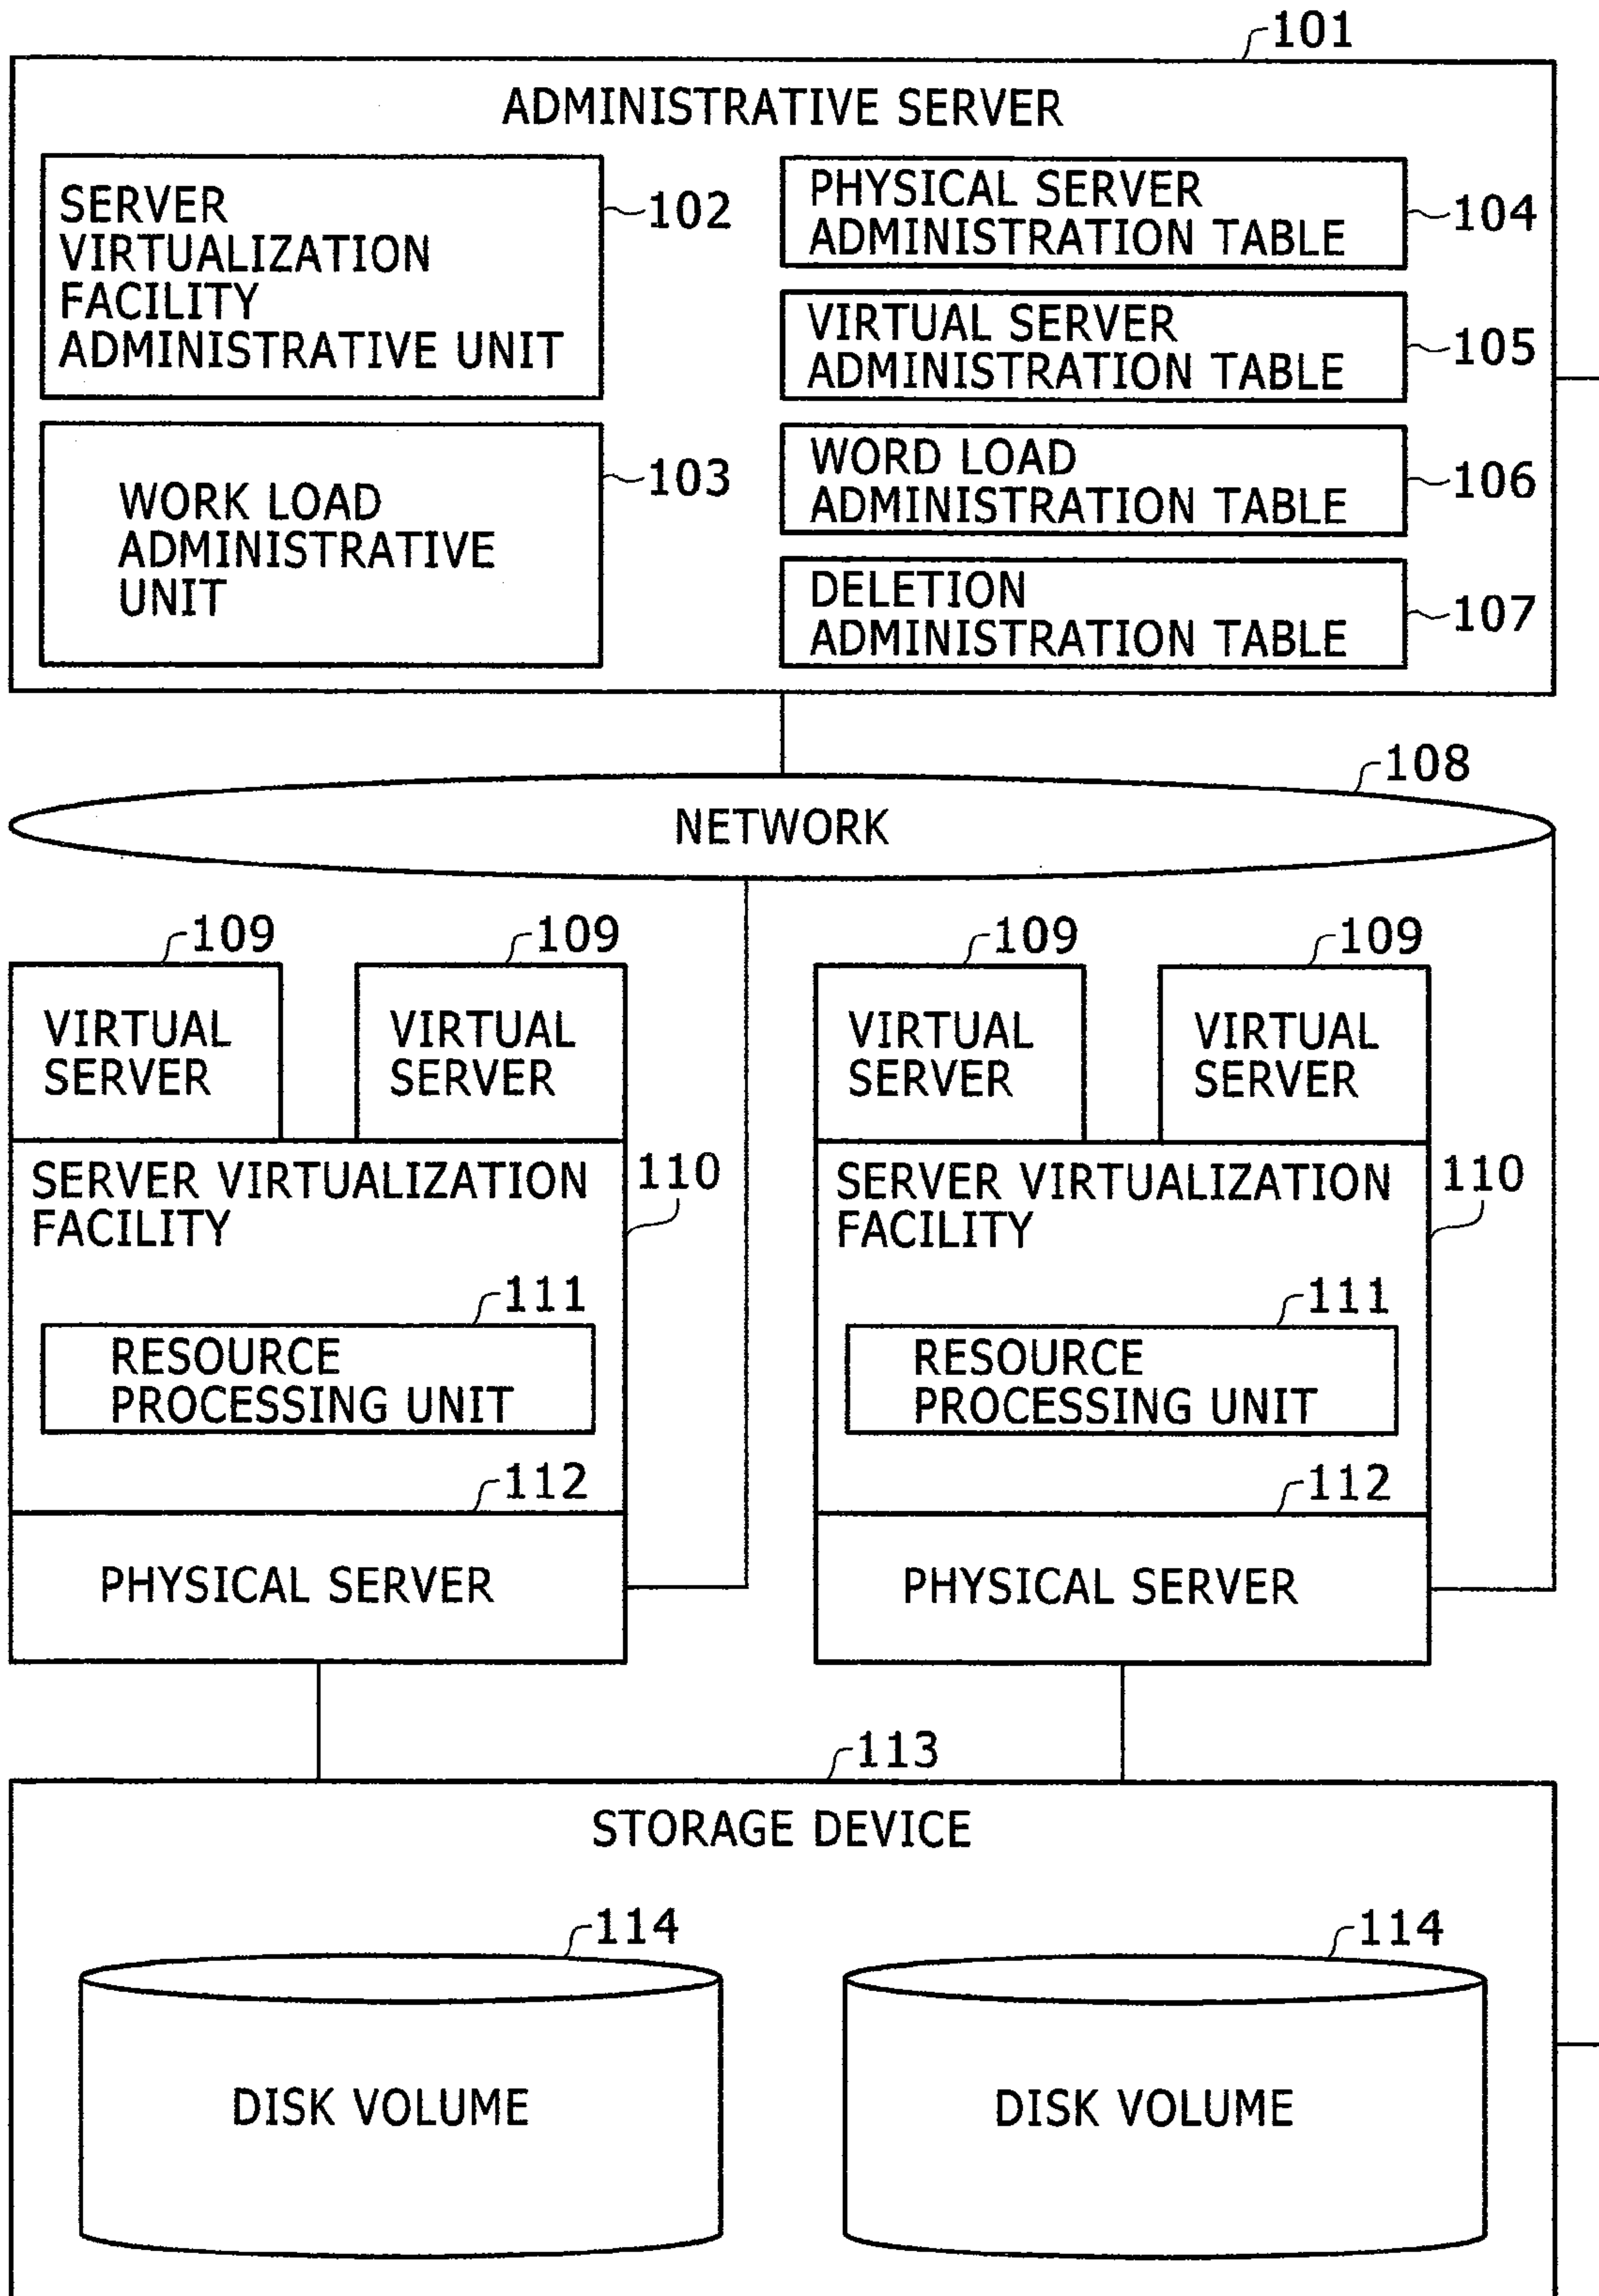 101
ADMINISTRATIVE SERVER
SERVER
VIRTUALIZATION
FACILITY
ADMINISTRATIVE UNIT
102
WORK LOAD
ADMINISTRATIVE
UNIT
103
PHYSICAL SERVER
ADMINISTRATION TABLE
104
VIRTUAL SERVER
ADMINISTRATION TABLE
105
WORD LOAD
ADMINISTRATION TABLE
106
DELETION
ADMINISTRATION TABLE
107
108
NETWORK
109
VIRTUAL
SERVER
109
VIRTUAL
SERVER
SERVER VIRTUALIZATION
FACILITY
110
111
RESOURCE
PROCESSING UNIT
112
PHYSICAL SERVER
109
VIRTUAL
SERVER
109
VIRTUAL
SERVER
SERVER VIRTUALIZATION
FACILITY
110
111
RESOURCE
PROCESSING UNIT
112
PHYSICAL SERVER
113
STORAGE DEVICE
114
DISK VOLUME
114
DISK VOLUME